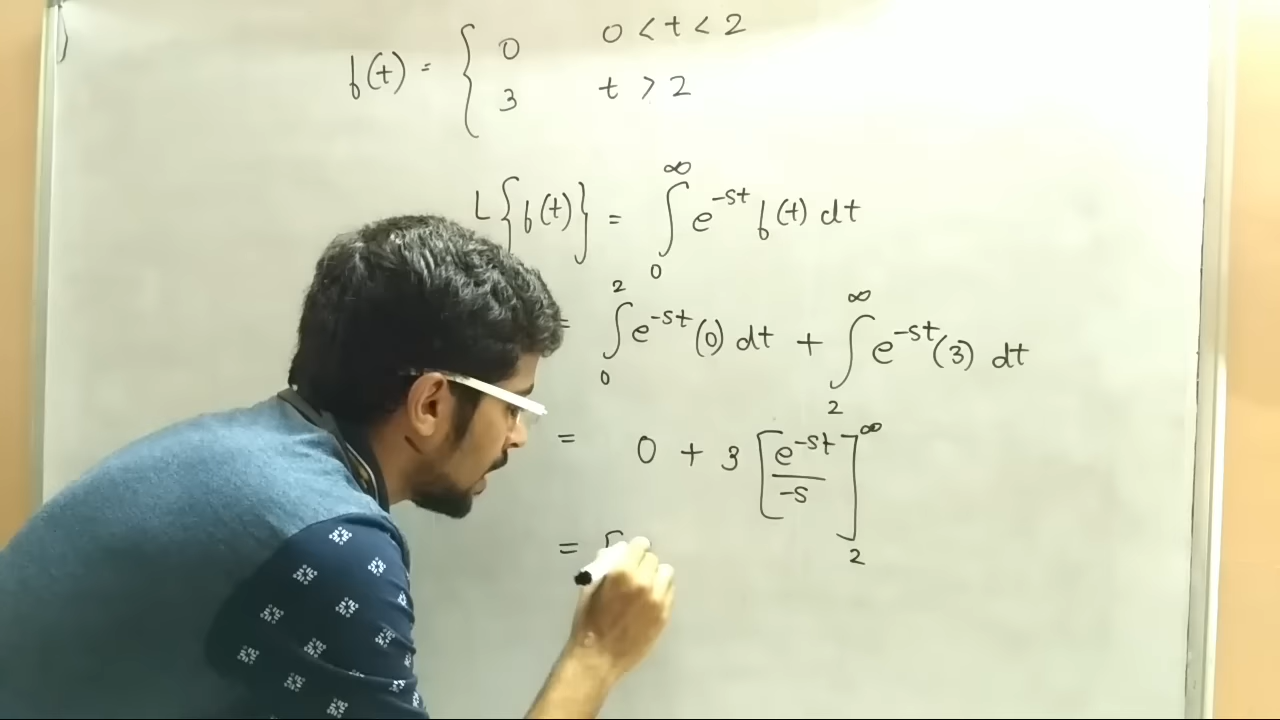 f(t) = { 0 0 < t < 2
3 t > 2
L{f(t)} = ∫₀^∞ e^{-st} f(t) dt
= ∫₀² e^{-st}(0) dt + ∫₂^∞ e^{-st}(3) dt
= 0 + 3 [e^{-st} / -s]₂^∞
= [